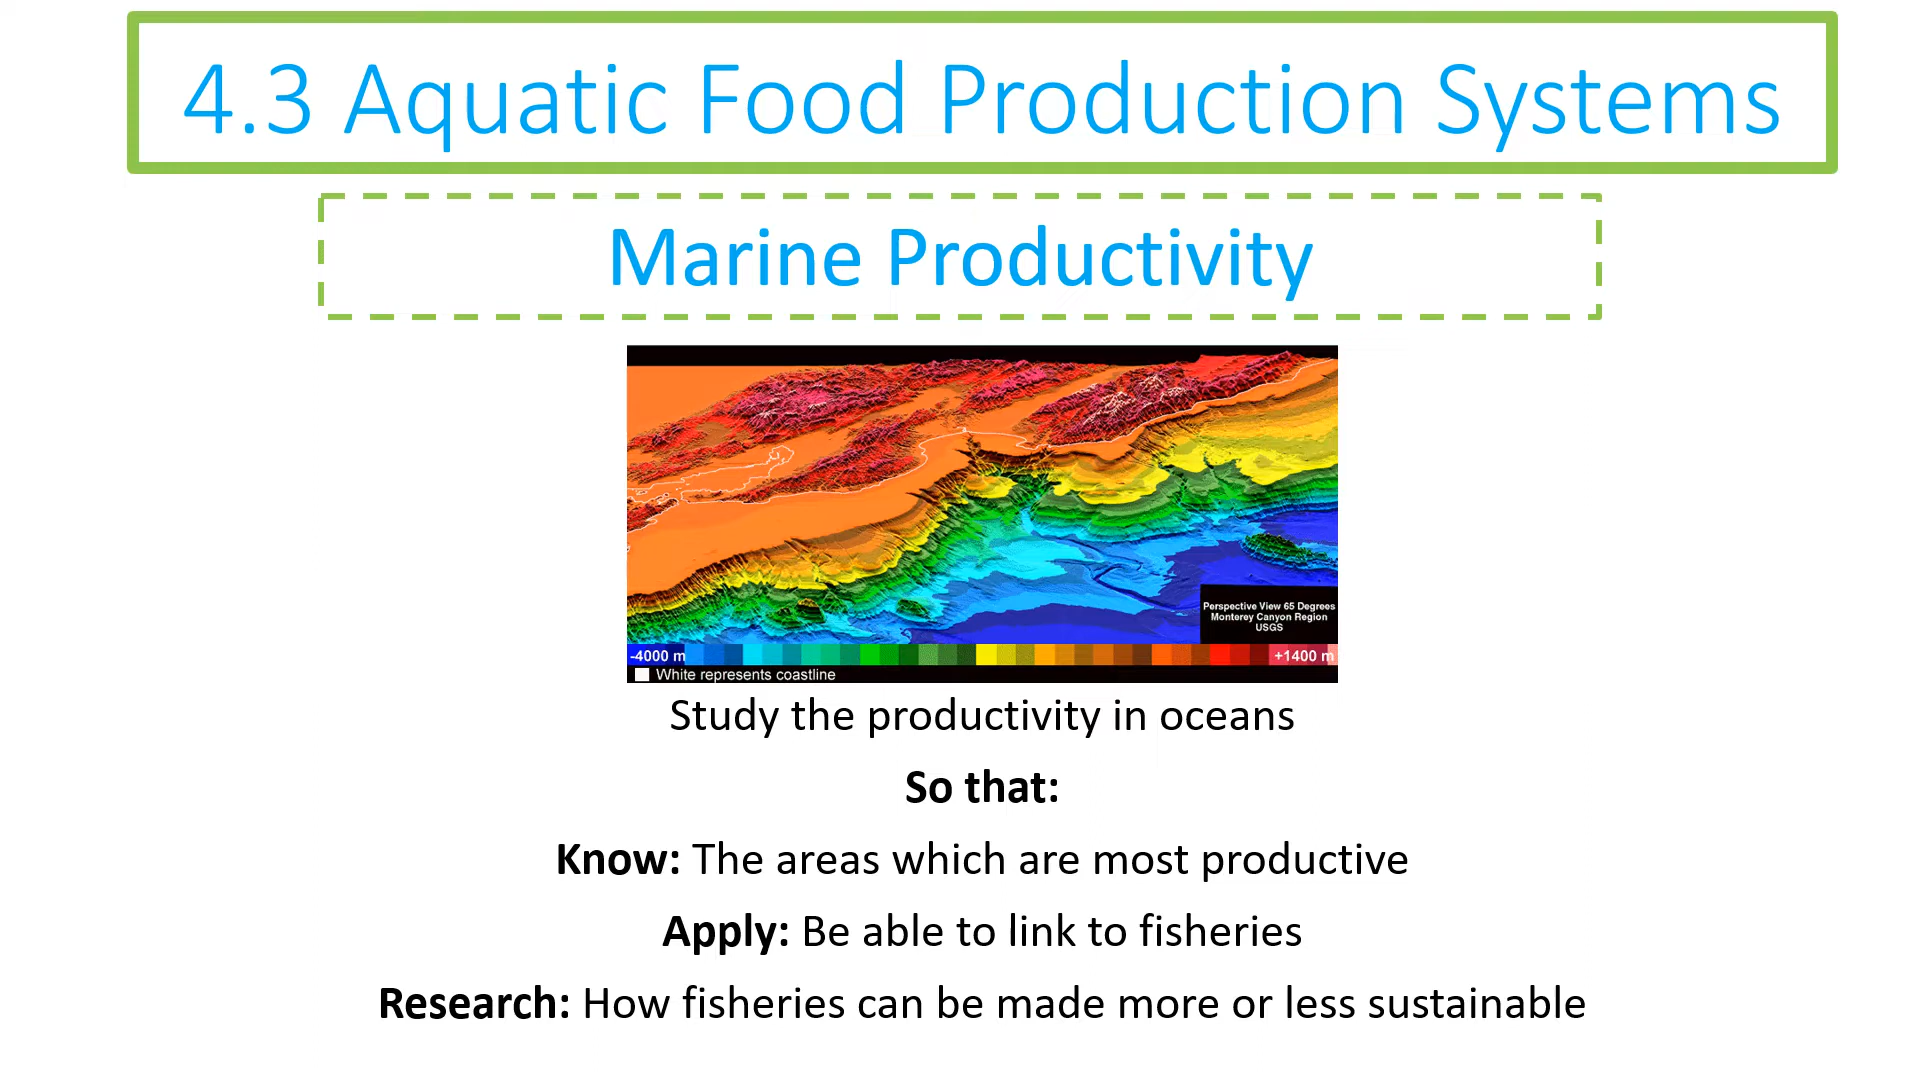 4.3 Aquatic Food Production Systems
Marine Productivity
Perspective View 65 Degrees
Monterey Canyon Region
USGS
-4000 m
+1400 m
White represents coastline
Study the productivity in oceans
So that:
Know: The areas which are most productive
Apply: Be able to link to fisheries
Research: How fisheries can be made more or less sustainable